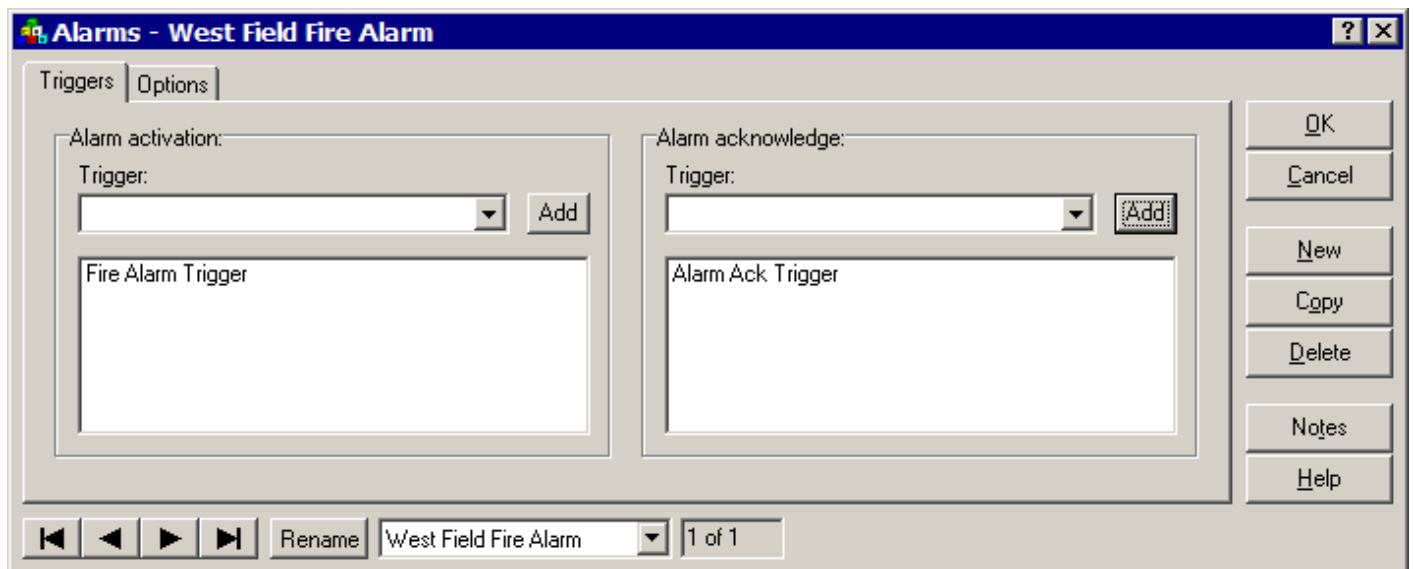 Alarms - West Field Fire Alarm
Triggers Options
Alarm activation:
Trigger:
Add
Fire Alarm Trigger
Alarm acknowledge:
Trigger:
Add
Alarm Ack Trigger
OK
Cancel
New
Copy
Delete
Notes
Help
Rename West Field Fire Alarm 1 of 1